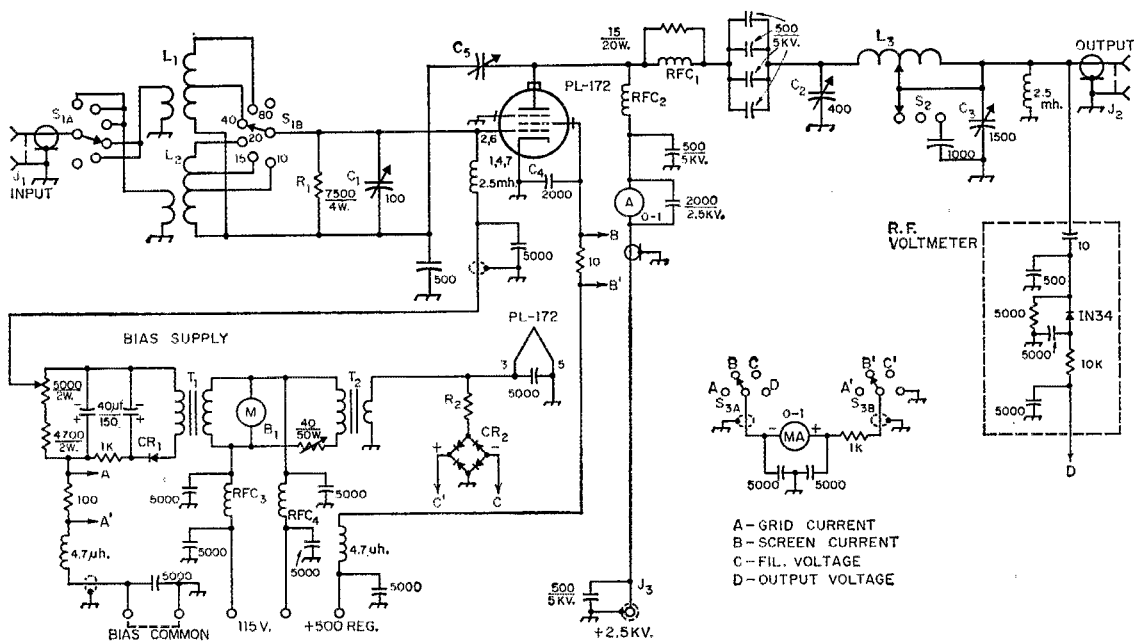 L1
S1A
J1
INPUT
L2
80
40
20
15
10
S1B
R1
7500
4W.
C1
100
C5
2,6
1,4,7
2.5mh.
C4
2000
PL-172
5000
500
15
20W.
RFC1
RFC2
500
5KV.
A
0-1
2000
2.5KV.
B
10
B'
500
5KV.
C2
400
L3
S2
1000
C3
1500
2.5
mh.
OUTPUT
J2
R.F.
VOLTMETER
10
500
5000
IN34
5000
10K
5000
D
BIAS SUPPLY
5000
2W.
4700
2W.
40µf
150
1K
CR1
T1
M
B1
T2
40
50W.
PL-172
3
5
5000
R2
CR2
+
-
C'
C
A
100
A'
4.7µh.
5000
RFC3
5000
5000
RFC4
5000
4.7µh.
5000
5000
BIAS COMMON
115V.
+500 REG.
500
5KV.
J3
+2.5KV.
A
B
C
D
S3A
0-1
- MA +
1K
A'
B'
C'
S3B
5000
5000
A-GRID CURRENT
B-SCREEN CURRENT
C-FIL. VOLTAGE
D-OUTPUT VOLTAGE